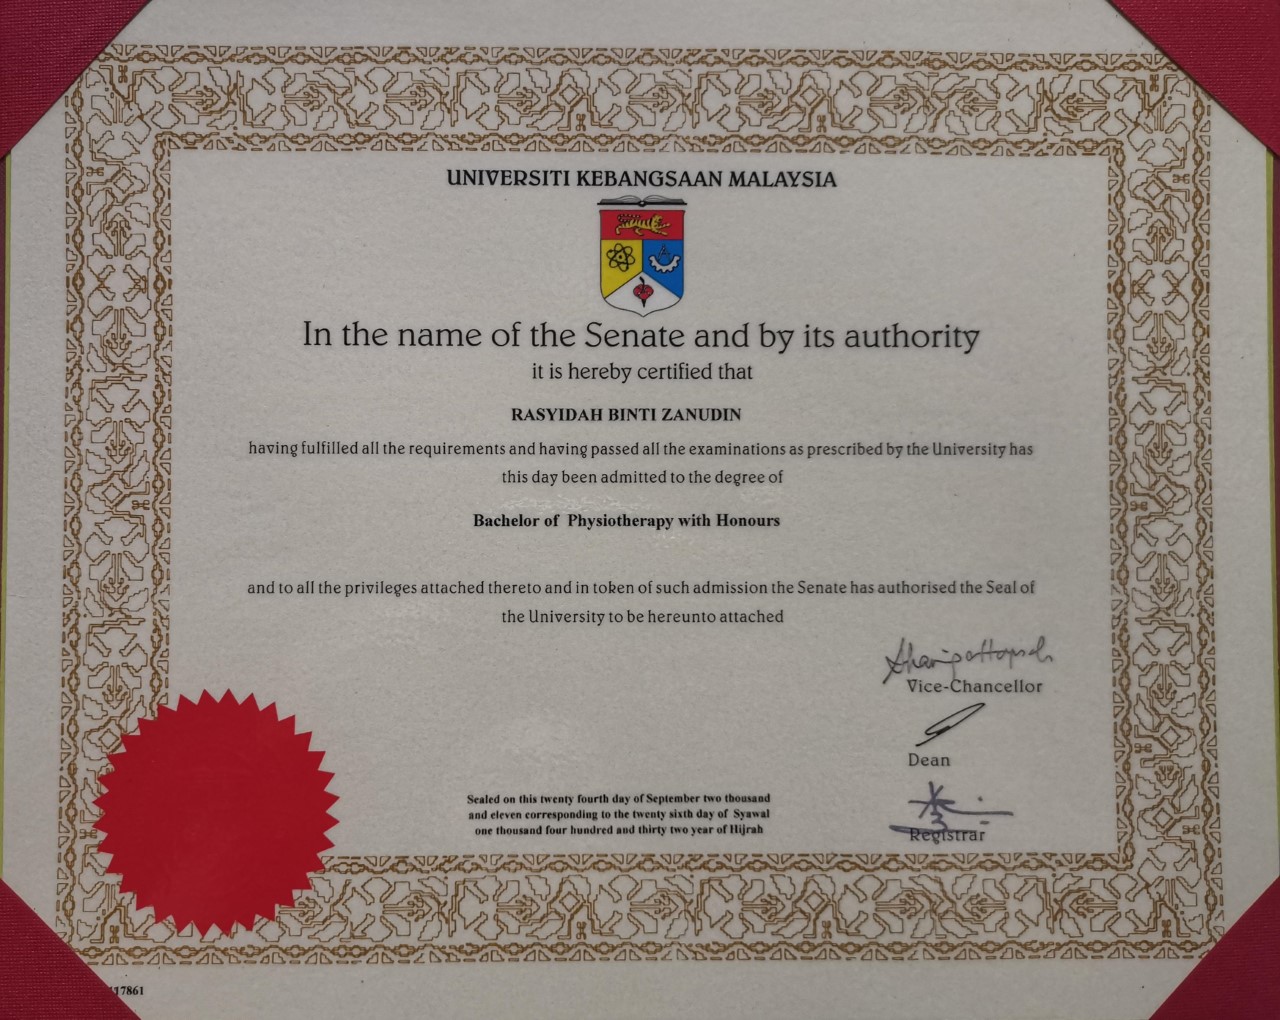 UNIVERSITI KEBANGSAAN MALAYSIA
In the name of the Senate and by its authority
it is hereby certified that
RASYIDAH BINTI ZANUDIN
having fulfilled all the requirements and having passed all the examinations as prescribed by the University has
this day been admitted to the degree of
Bachelor of Physiotherapy with Honours
and to all the privileges attached thereto and in token of such admission the Senate has authorised the Seal of
the University to be hereunto attached
Vice-Chancellor
Dean
Sealed on this twenty fourth day of September two thousand
and eleven corresponding to the twenty sixth day of Syawal
one thousand four hundred and thirty two year of Hijrah
Registrar
17861